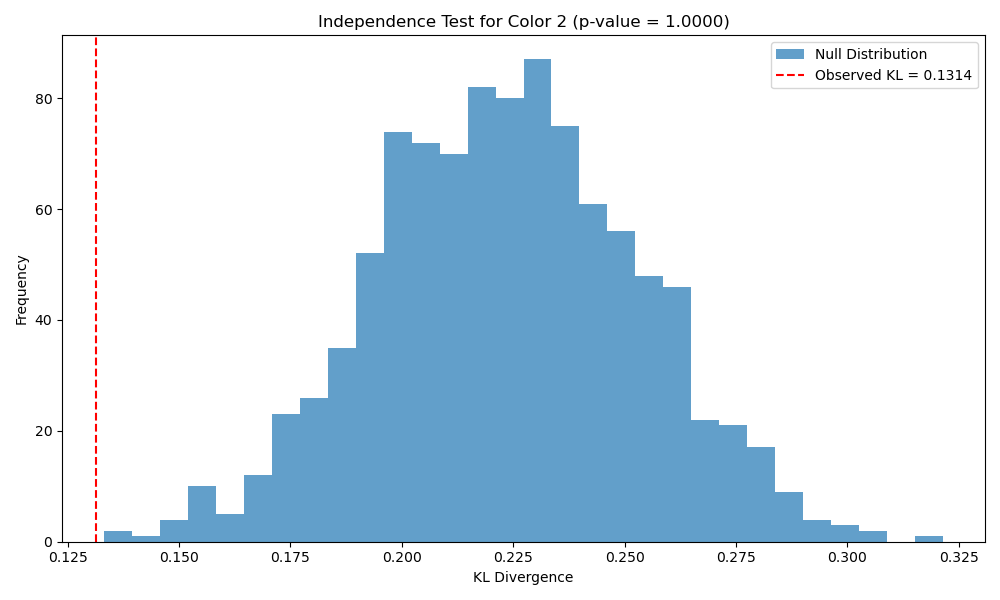 Independence Test for Color 2 (p-value = 1.0000)
Null Distribution
Observed KL = 0.1314
Frequency
80
60
40
20
0
0.125 0.150 0.175 0.200 0.225 0.250 0.275 0.300 0.325
KL Divergence